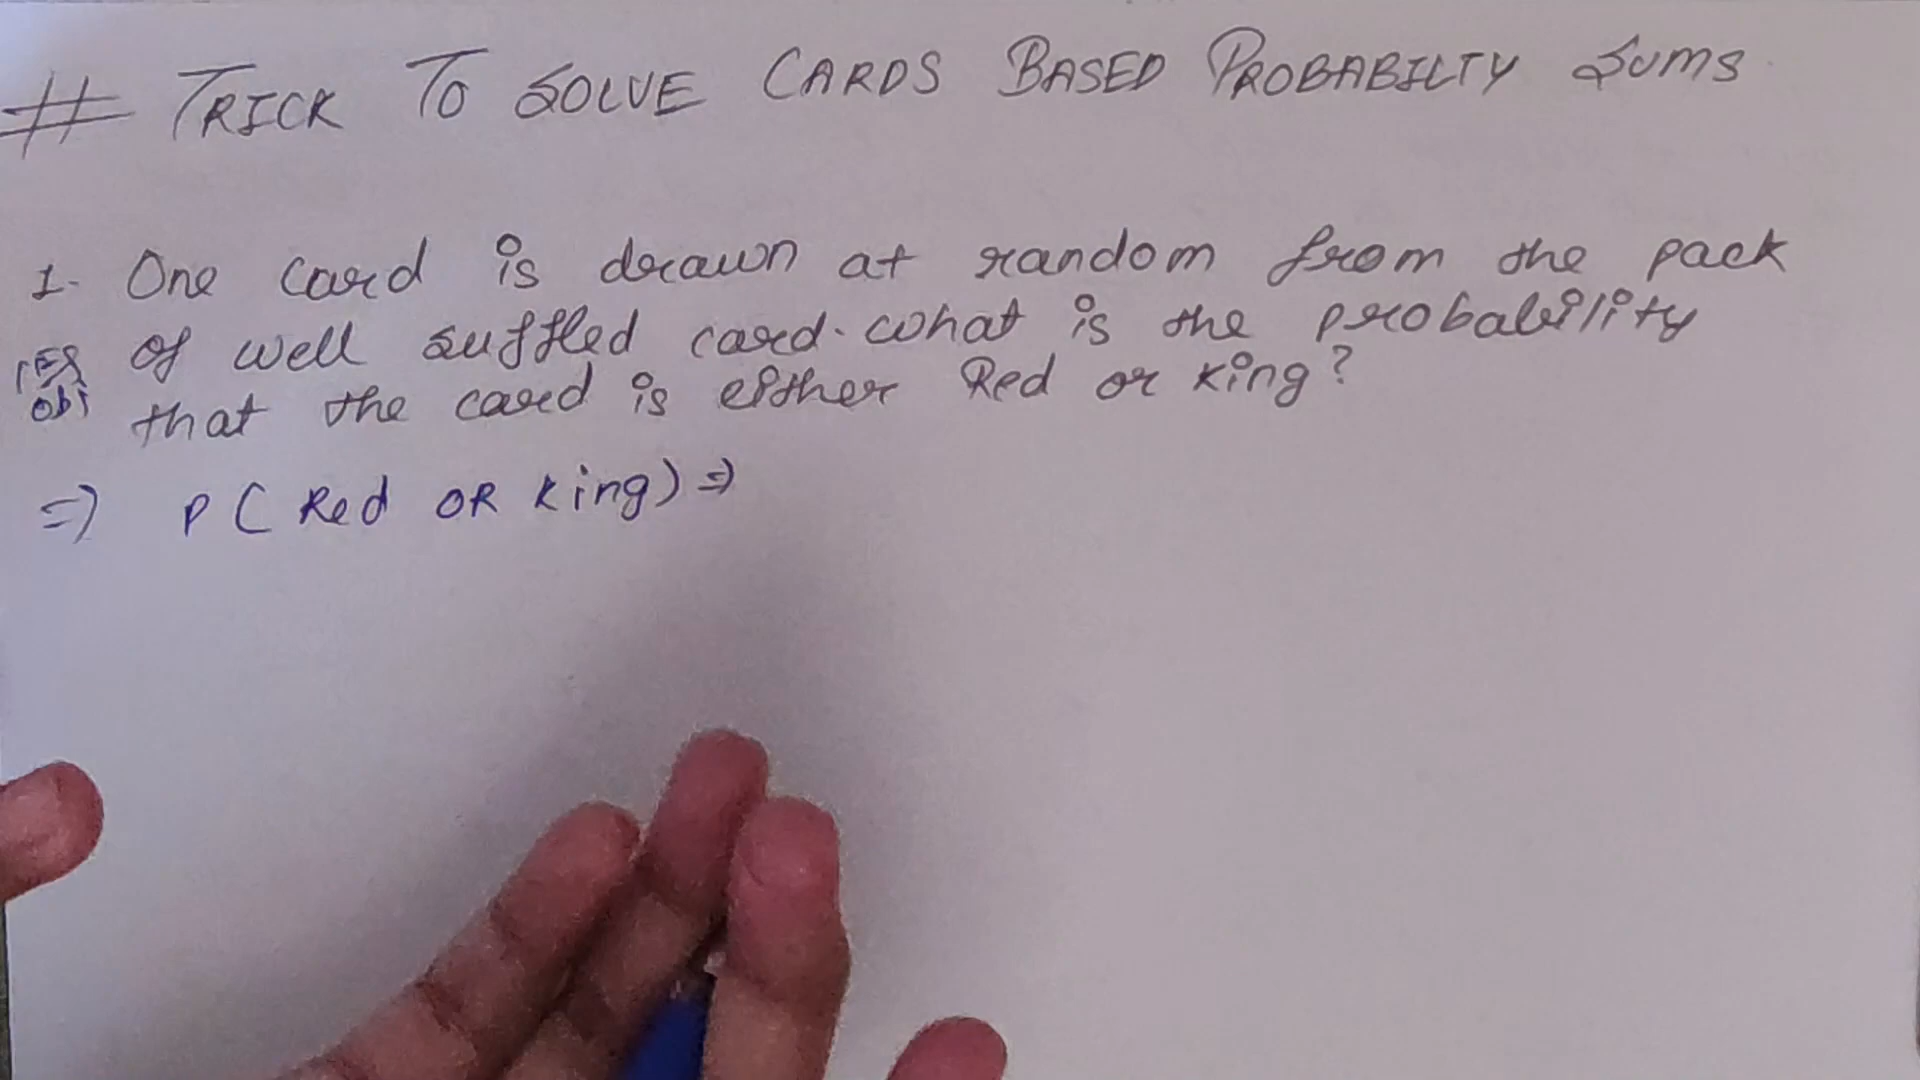 # TRICK TO SOLVE CARDS BASED PROBABILTY SUMS
1. One card is drawn at random from the pack
of well suffled card. what is the probability
that the card is either Red or King?
=> P ( Red OR King) =>